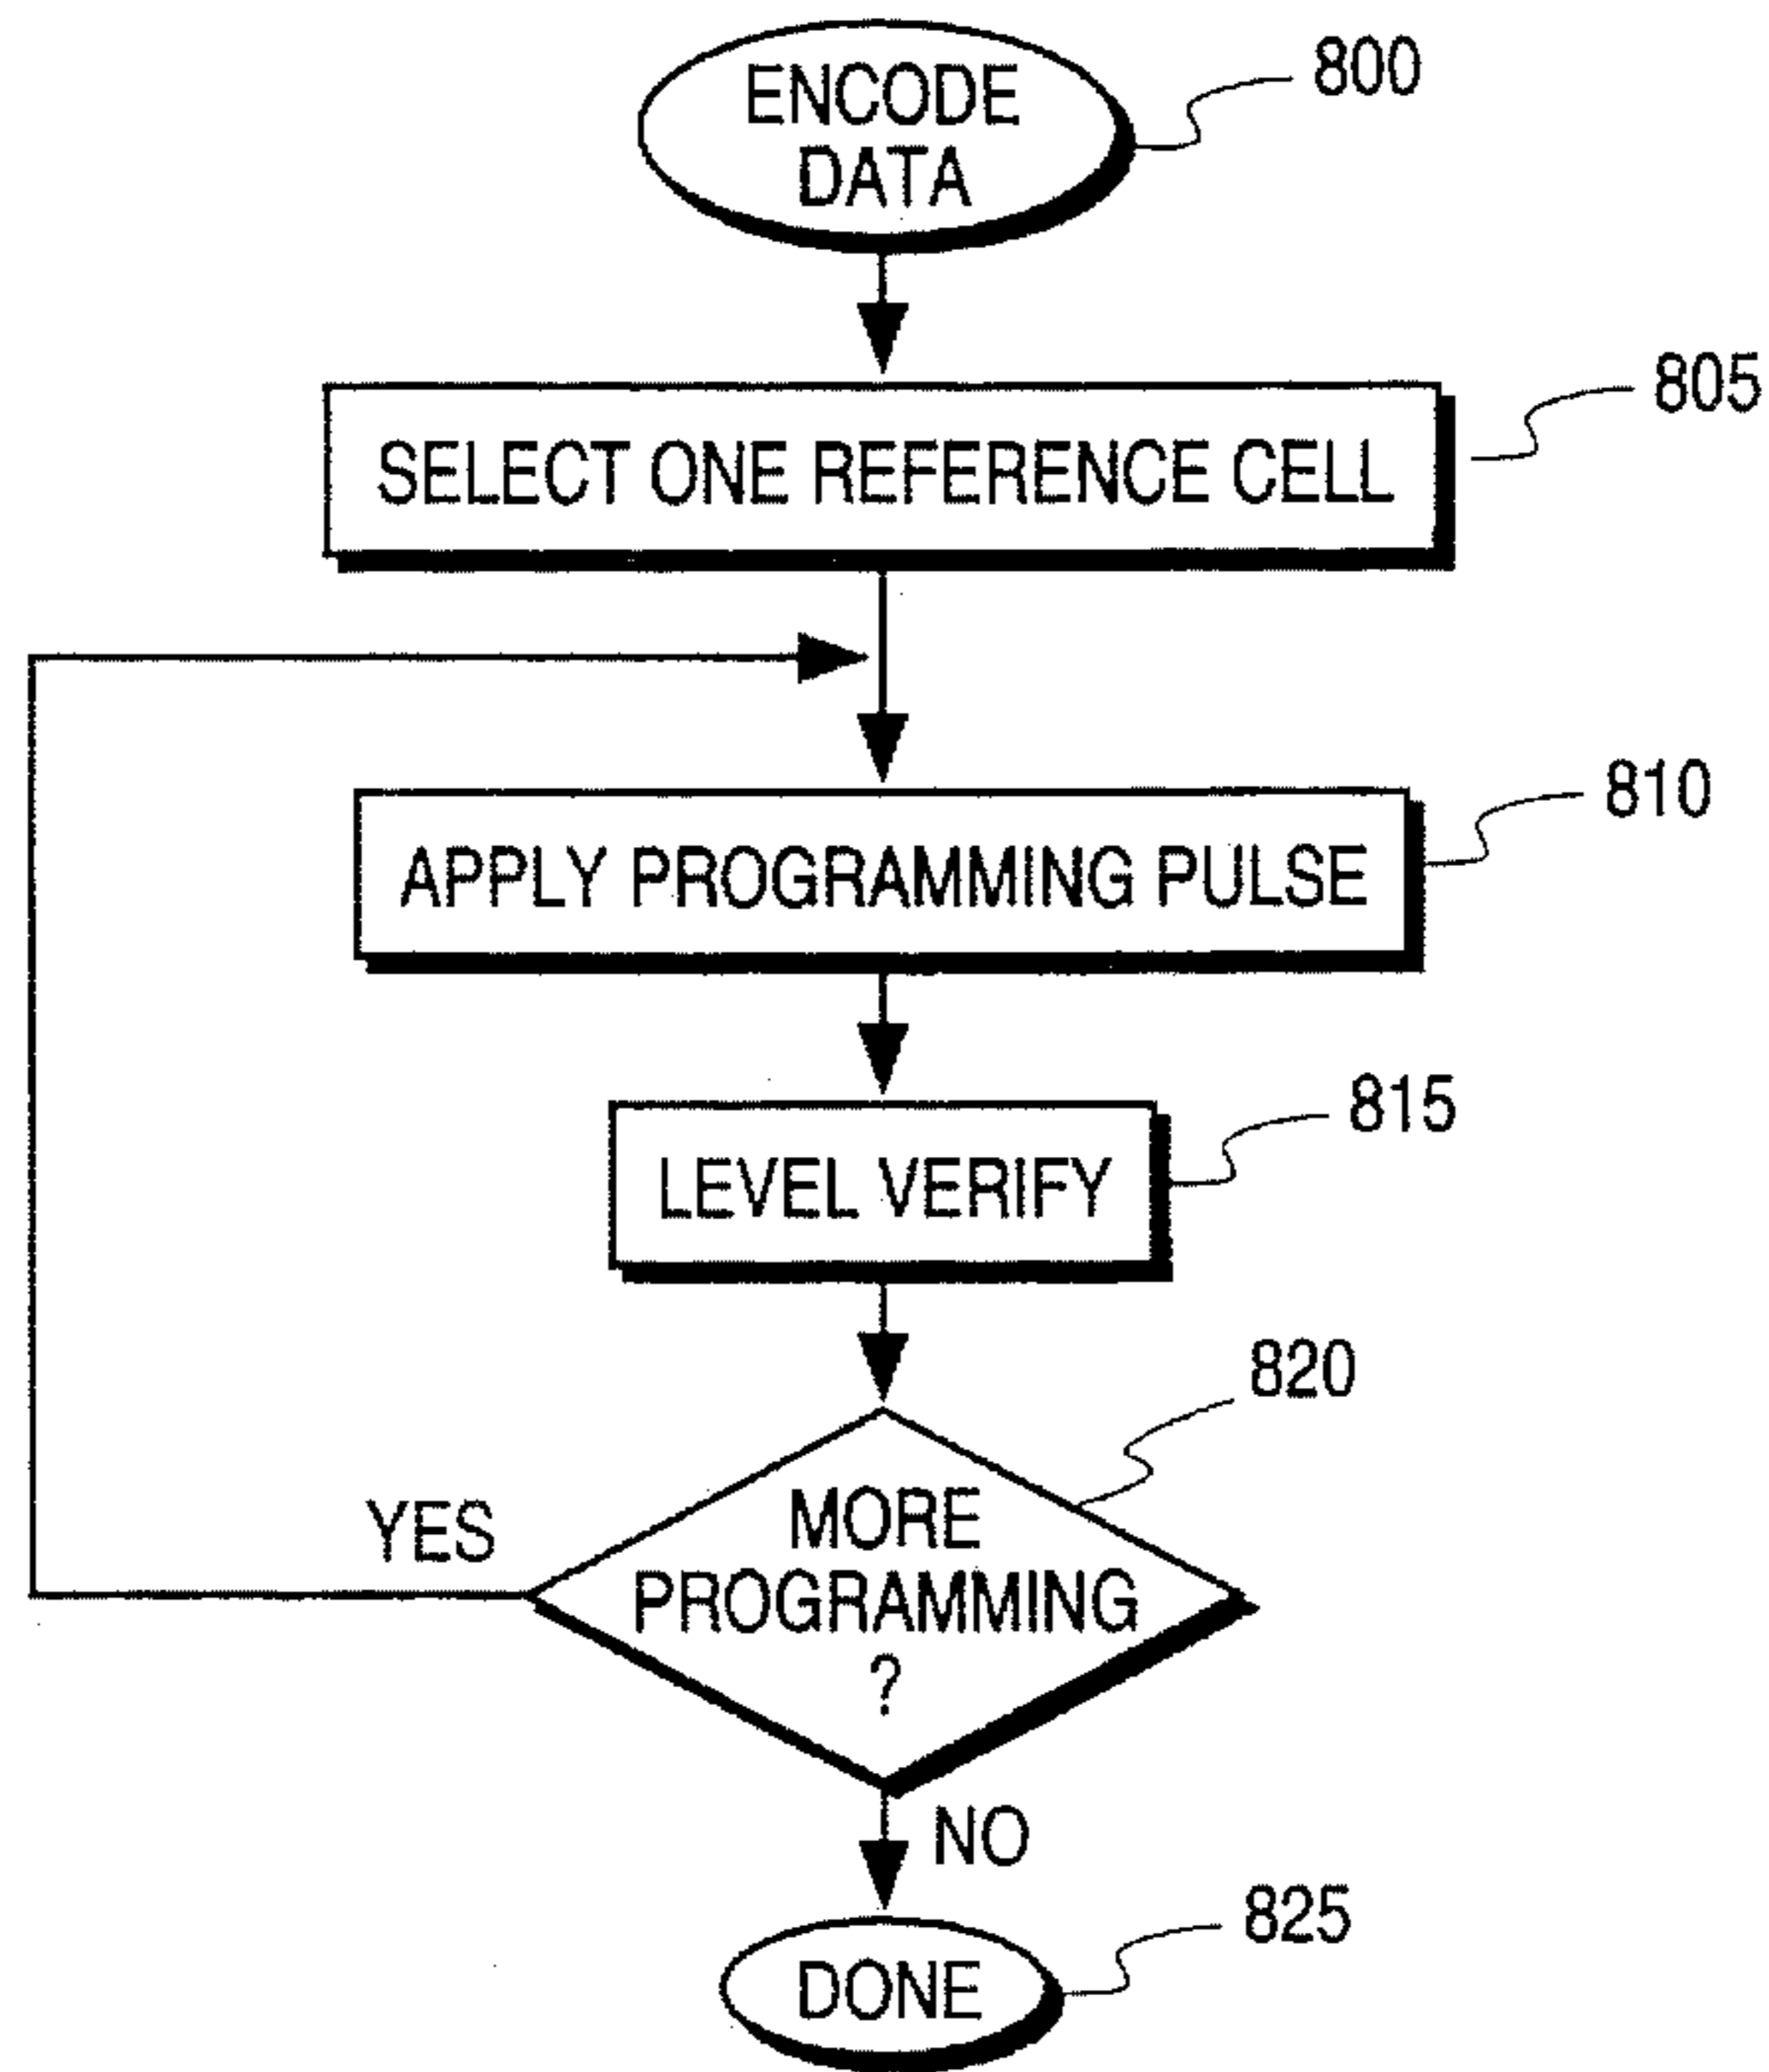 ENCODE
DATA
800
SELECT ONE REFERENCE CELL
805
APPLY PROGRAMMING PULSE
810
LEVEL VERIFY
815
MORE
PROGRAMMING
?
820
YES
NO
DONE
825